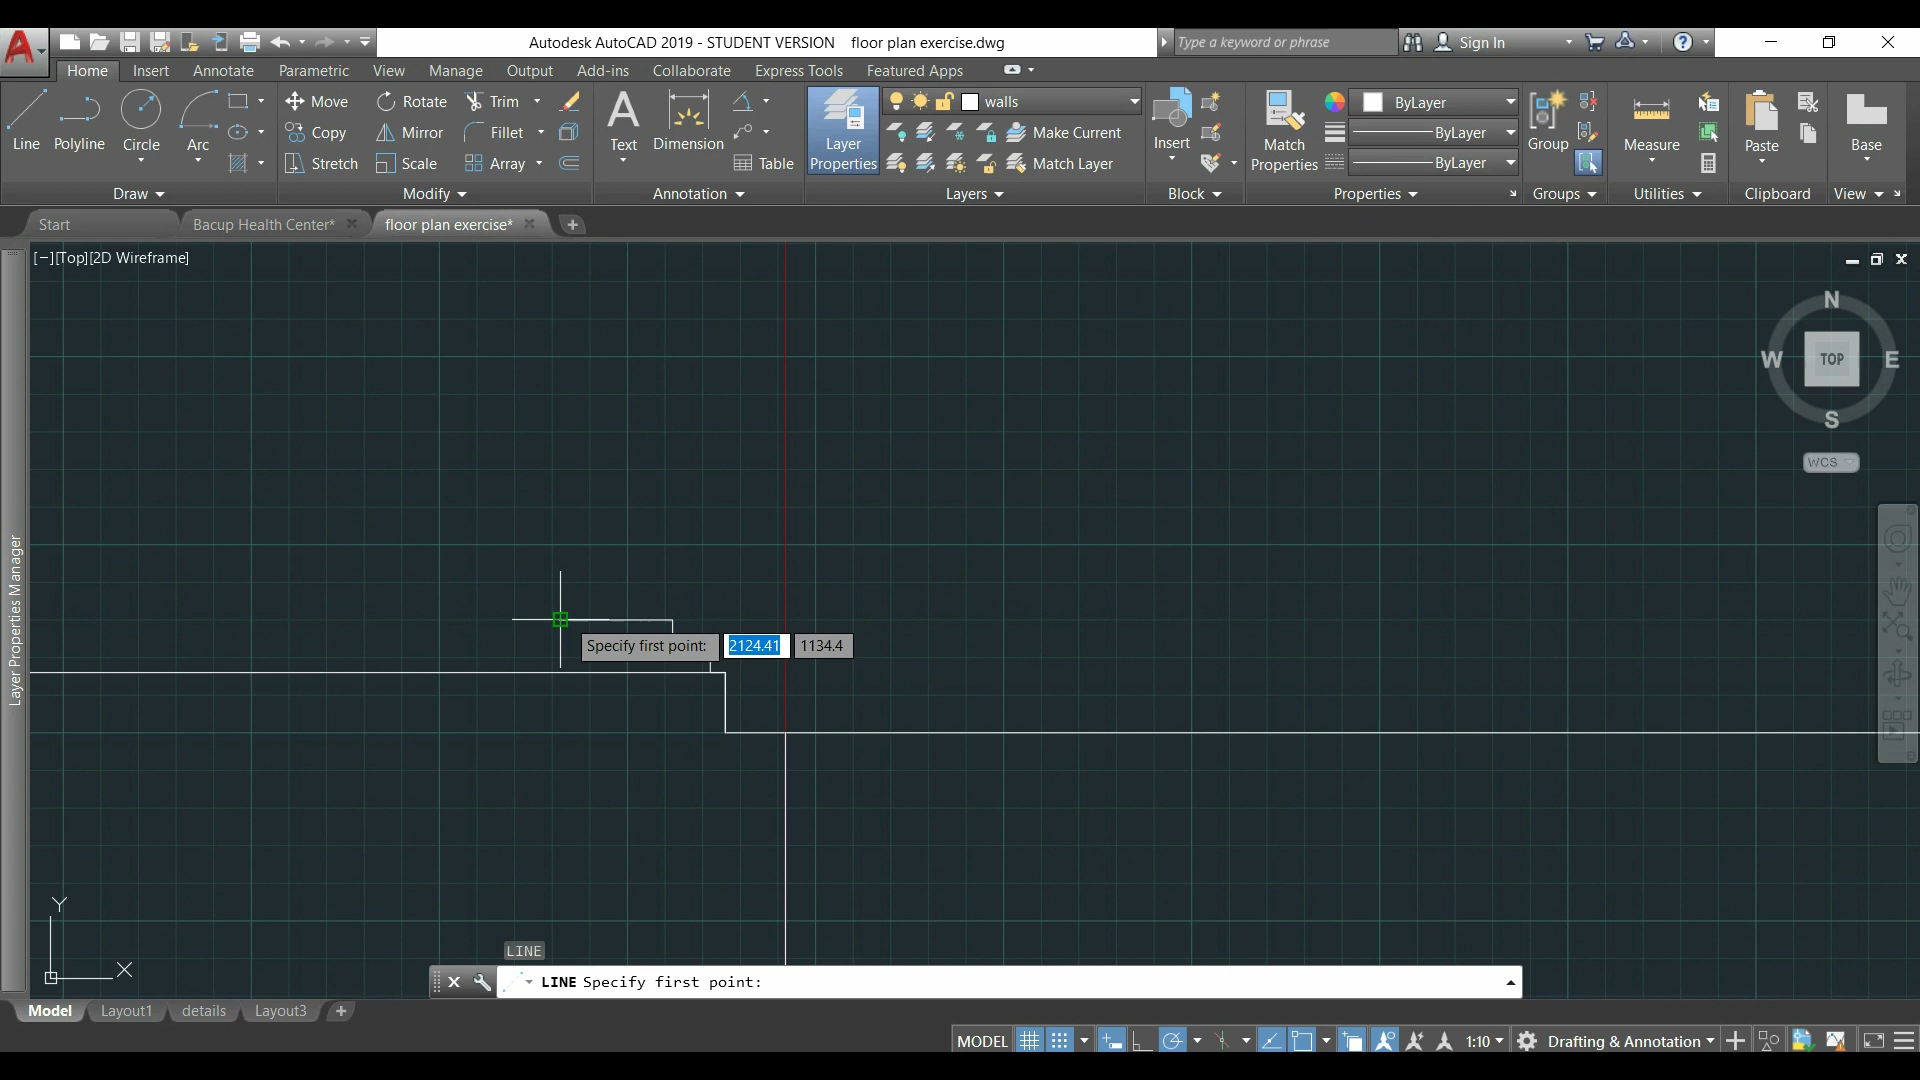 Autodesk AutoCAD 2019 - STUDENT VERSION floor plan exercise.dwg
Type a keyword or phrase
Sign In
Home Insert Annotate Parametric View Manage Output Add-ins Collaborate Express Tools Featured Apps
Line Polyline Circle Arc
Move Rotate Trim
Copy Mirror Fillet
Stretch Scale Array
Text Dimension Table
Layer Properties
walls
Make Current
Match Layer
Insert
Match Properties
ByLayer
ByLayer
ByLayer
Group
Measure
Paste
Base
Draw Modify Annotation Layers Block Properties Groups Utilities Clipboard View
Start Bacup Health Center* floor plan exercise*
[−][Top][2D Wireframe]
N
W TOP E
S
WCS
Layer Properties Manager
Specify first point: 2124.41 1134.4
Y
X
LINE
LINE Specify first point:
Model Layout1 details Layout3
MODEL 1:10 Drafting & Annotation